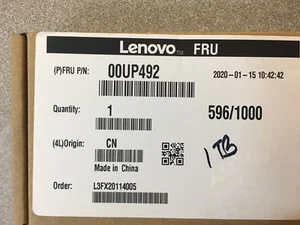 Lenovo™ FRU
(P)FRU P/N: 00UP492
2020-01-15 10:42:42
Quantity: 1
596/1000
(4L)Origin: CN
1TB
Made in China
Order: L3FX20114005